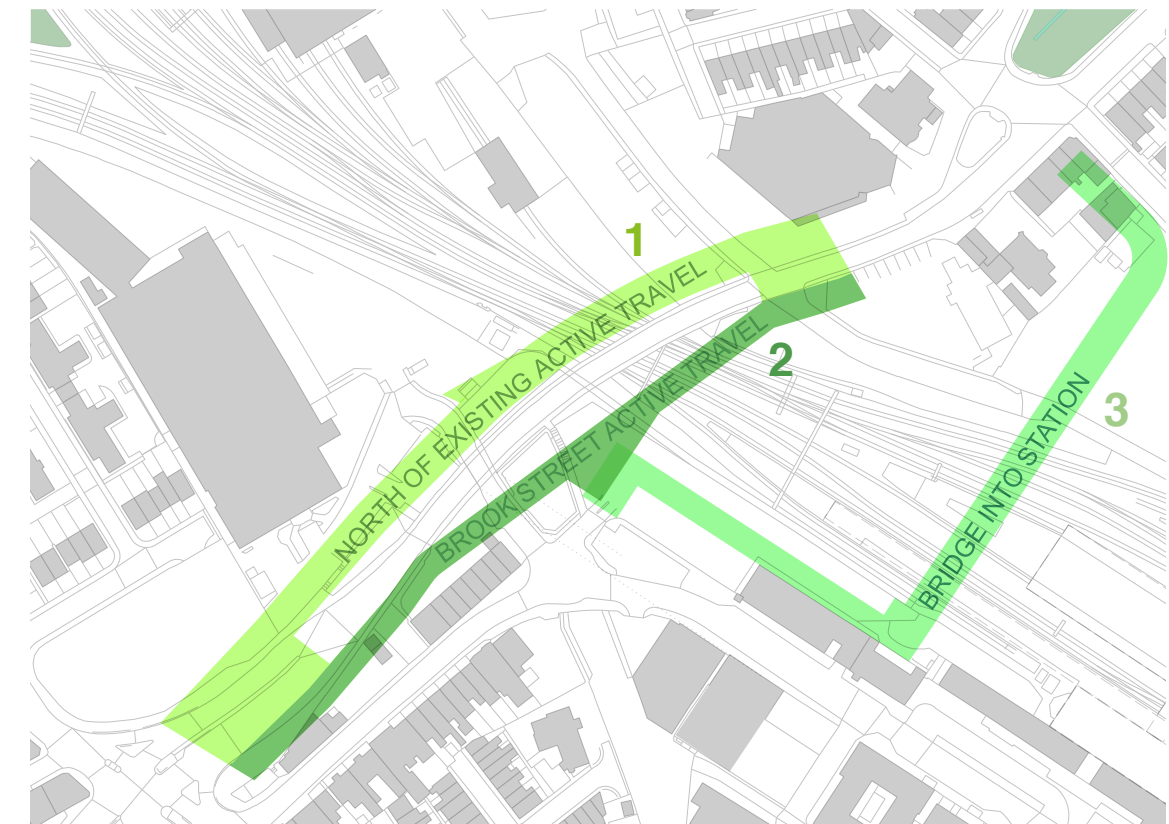 1
NORTH OF EXISTING ACTIVE TRAVEL
2
BROOK STREET ACTIVE TRAVEL
3
BRIDGE INTO STATION